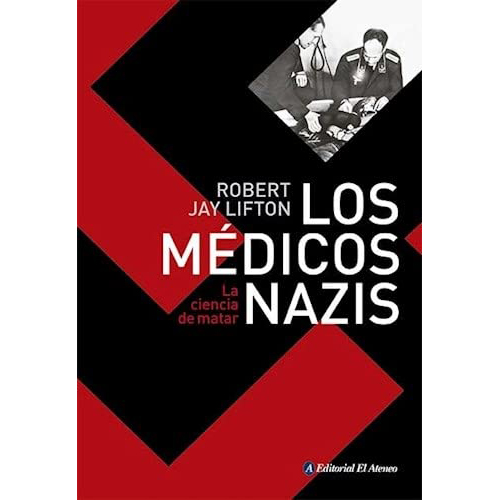 ROBERT
JAY LIFTON
LOS
MÉDICOS
NAZIS
La
ciencia
de matar
A Editorial El Ateneo